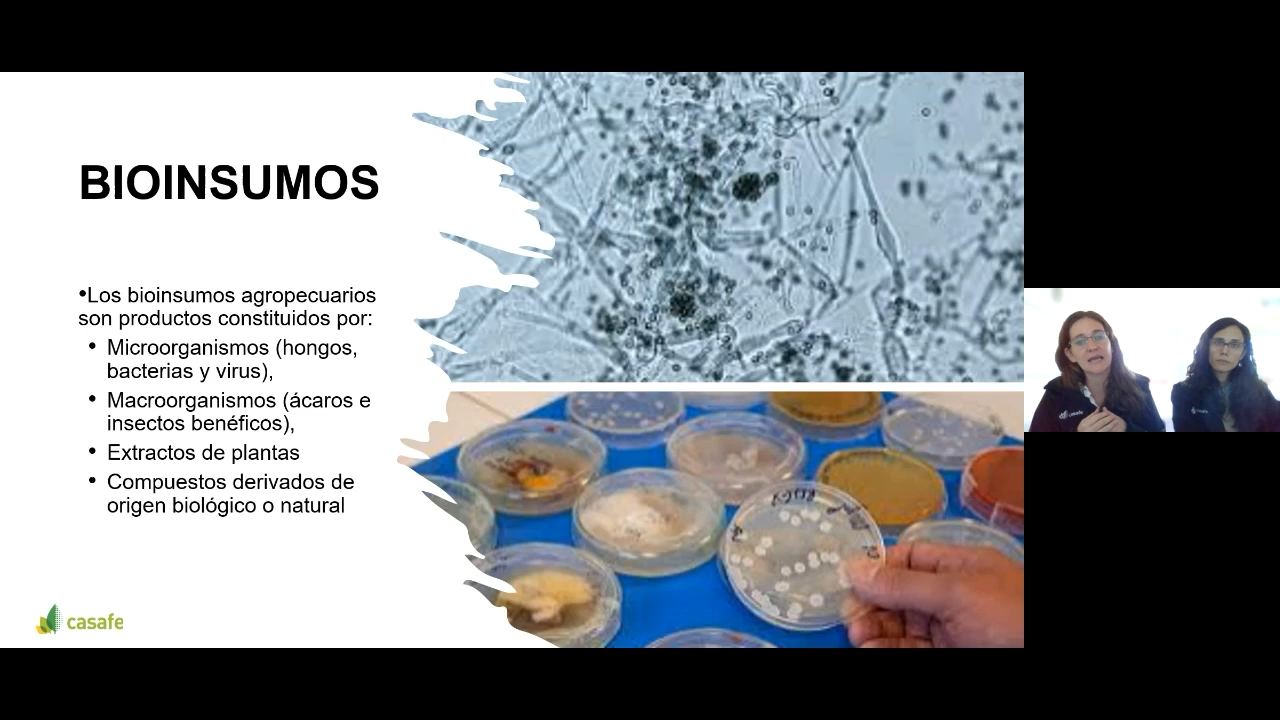 BIOINSUMOS
•Los bioinsumos agropecuarios
son productos constituidos por:
• Microorganismos (hongos,
bacterias y virus),
• Macroorganismos (ácaros e
insectos benéficos),
• Extractos de plantas
• Compuestos derivados de
origen biológico o natural
casafe
casafe